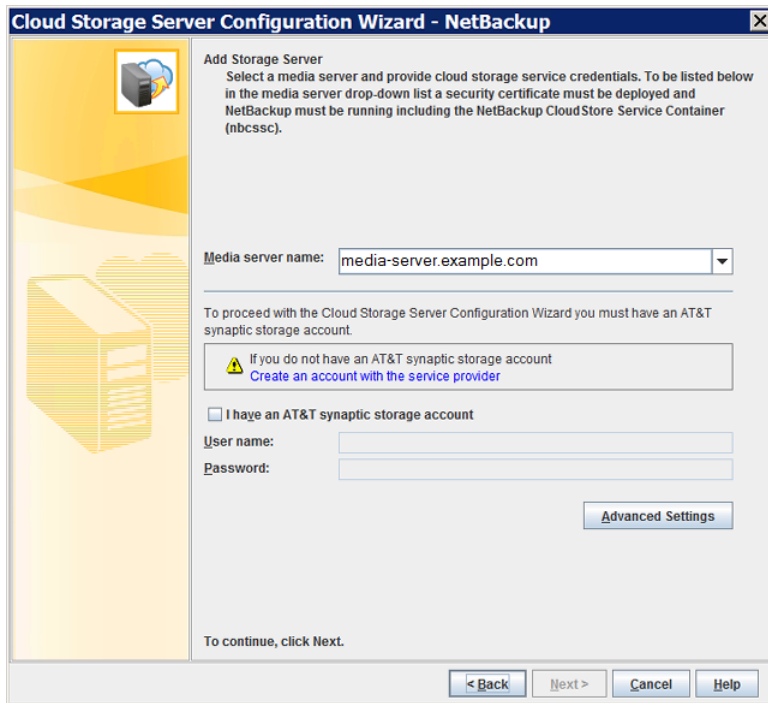 Cloud Storage Server Configuration Wizard - NetBackup
Add Storage Server
Select a media server and provide cloud storage service credentials. To be listed below
in the media server drop-down list a security certificate must be deployed and
NetBackup must be running including the NetBackup CloudStore Service Container
(nbcssc).
Media server name:
media-server.example.com
To proceed with the Cloud Storage Server Configuration Wizard you must have an AT&T
synaptic storage account.
If you do not have an AT&T synaptic storage account
Create an account with the service provider
I have an AT&T synaptic storage account
User name:
Password:
Advanced Settings
To continue, click Next.
< Back
Next >
Cancel
Help